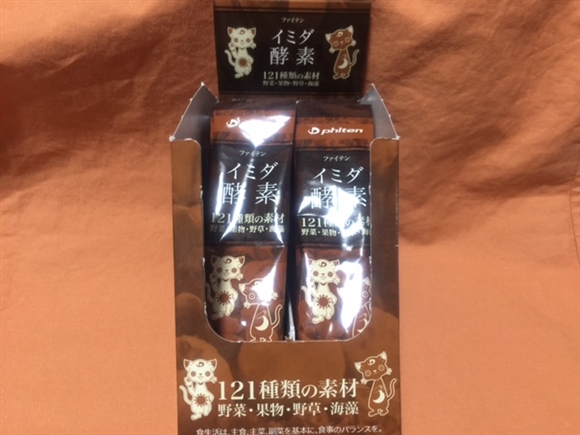 ファイテン
イミダ
酵素
121種類の素材
野菜・果物・野草・海藻
phiten
ファイテン
イミダ
酵素
121種類の素材
野菜・果物・野草・海藻
phiten
ファイテン
イミダ
酵素
121種類の素材
野菜・果物・野草・海藻
121種類の素材
野菜・果物・野草・海藻
食生活は、主食、主菜、副菜を基本に、食事のバランスを。